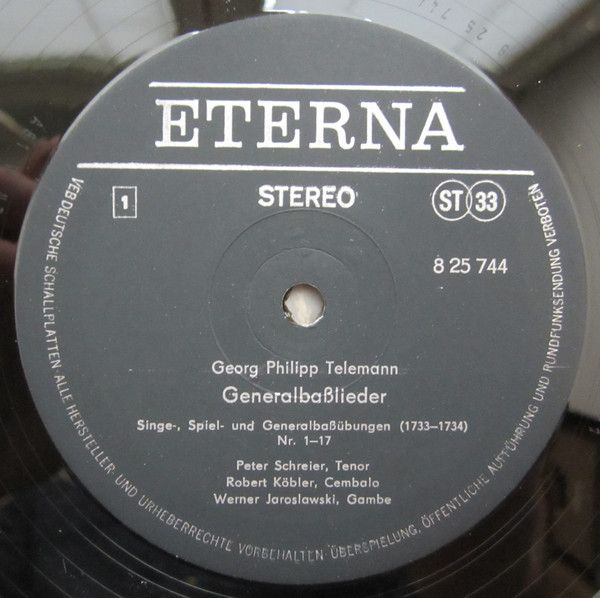 ETERNA
1
STEREO
ST 33
8 25 744
Georg Philipp Telemann
Generalbaßlieder
Singe-, Spiel- und Generalbaßübungen (1733–1734)
Nr. 1–17
Peter Schreier, Tenor
Robert Köbler, Cembalo
Werner Jaroslawski, Gambe
VEB DEUTSCHE SCHALLPLATTEN · ALLE HERSTELLER- UND URHEBERRECHTE VORBEHALTEN · ÜBERSPIELUNG, ÖFFENTLICHE AUFFÜHRUNG UND RUNDFUNKSENDUNG VERBOTEN